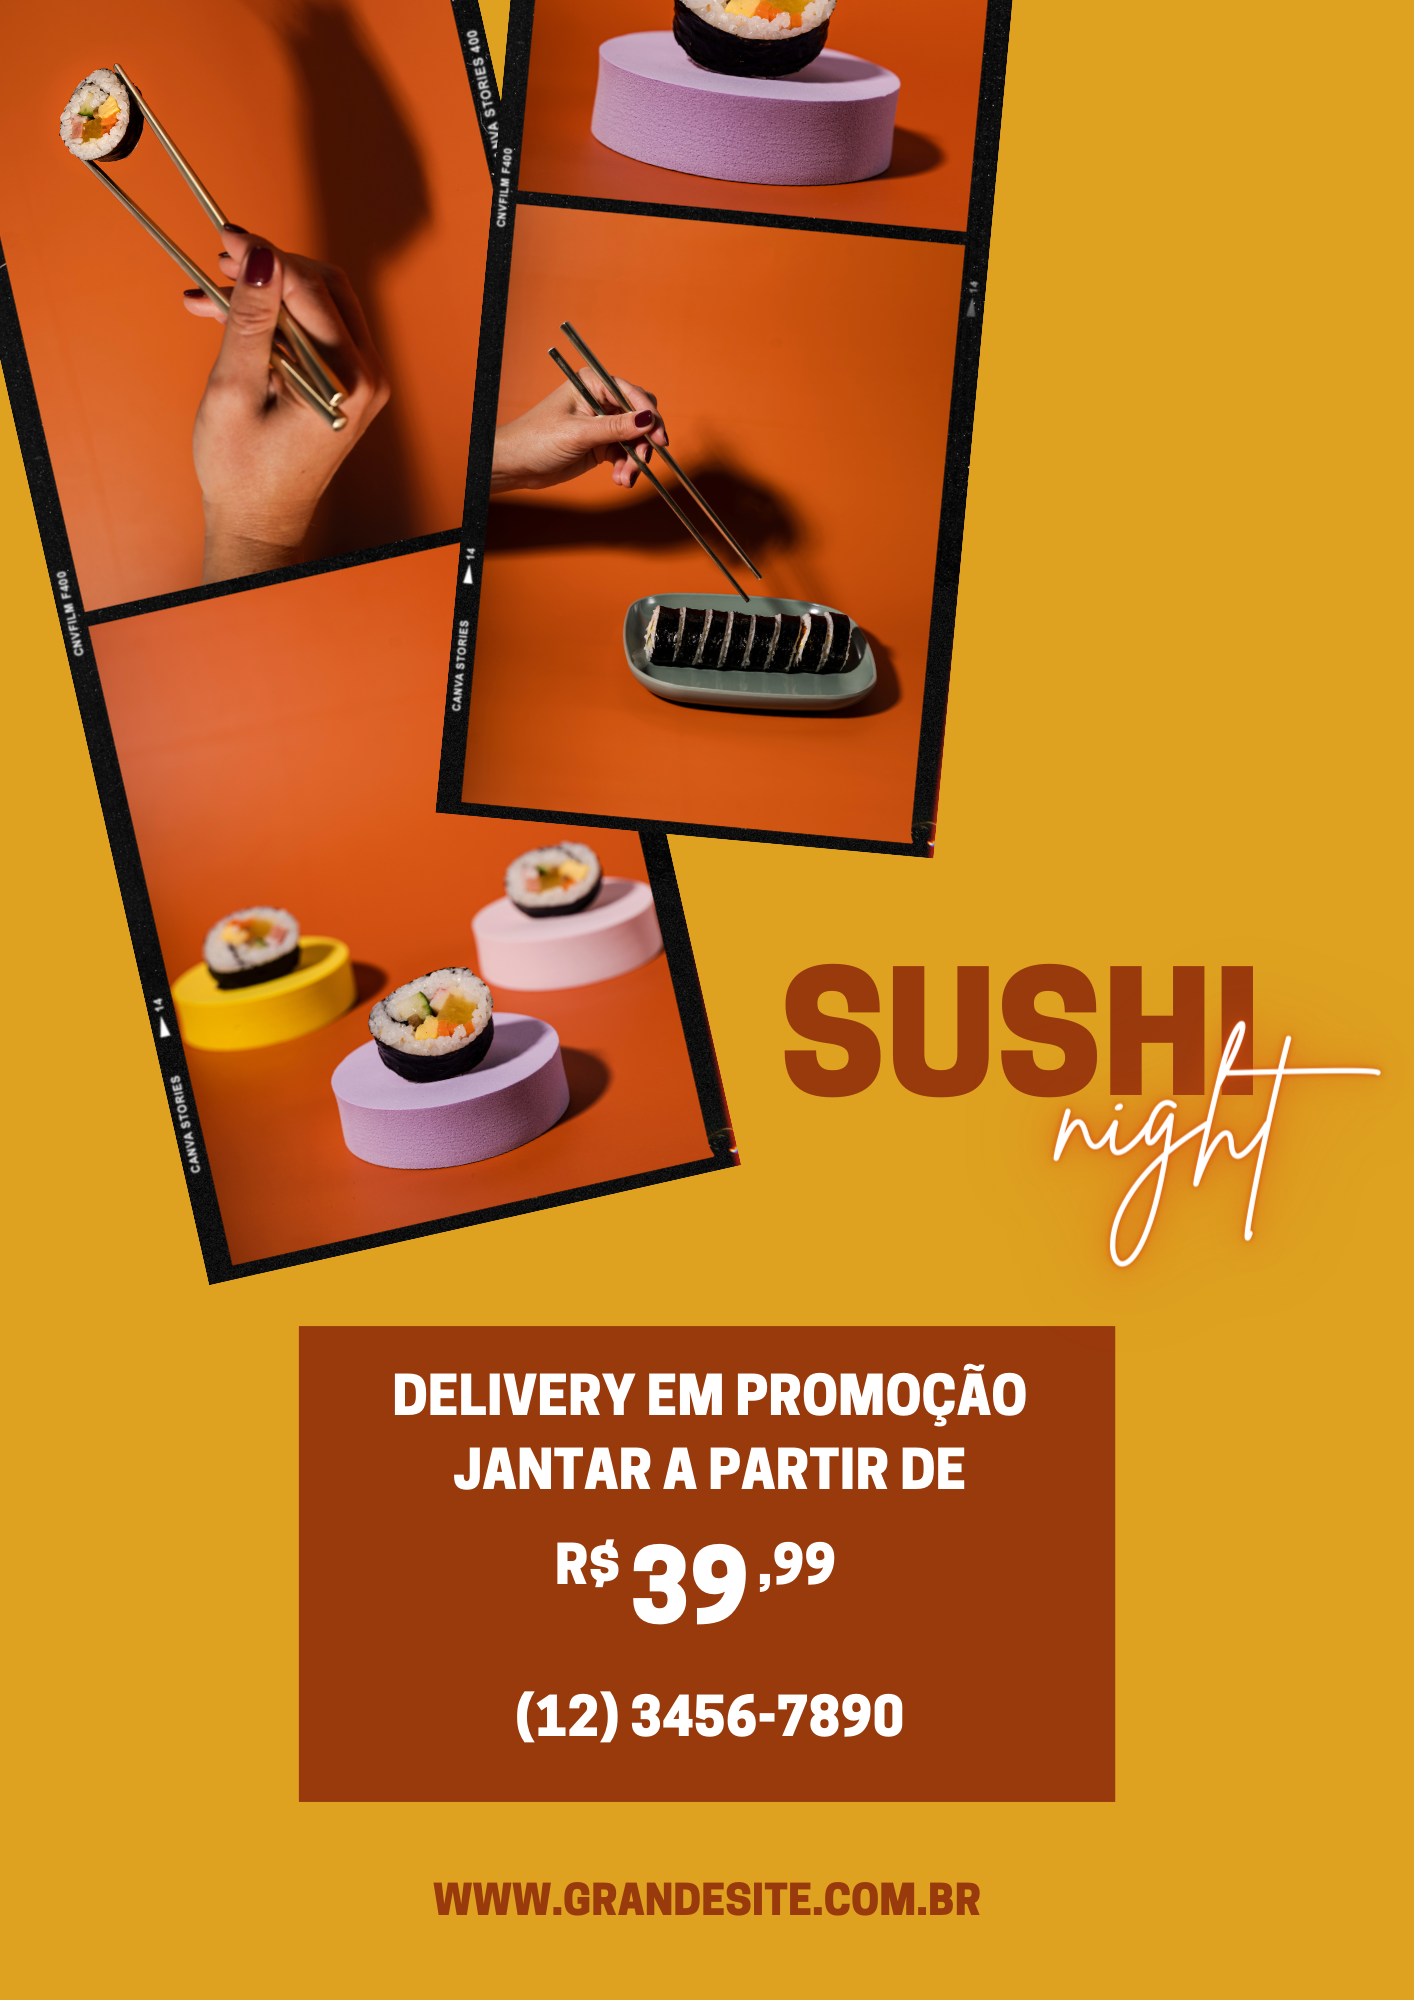 CANVA STORIES 400
CNVFILM F400
14
CNVFILM F400
14
CANVA STORIES
14
CANVA STORIES
SUSHI
night
DELIVERY EM PROMOÇÃO
JANTAR A PARTIR DE
R$ 39,99
(12) 3456-7890
WWW.GRANDESITE.COM.BR